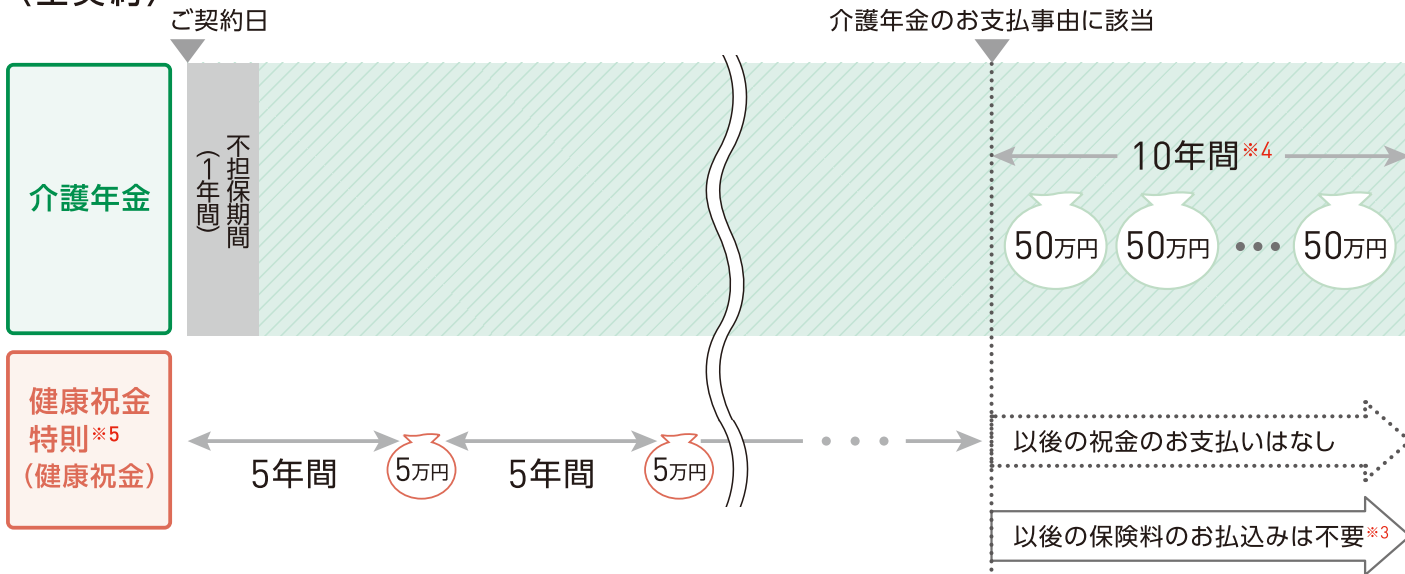 ご契約日
介護年金のお支払事由に該当
介護年金
不担保期間
(1年間)
10年間※4
50万円
50万円
•••
50万円
健康祝金
特則※5
(健康祝金)
5年間
5万円
5年間
5万円
•••
以後の祝金のお支払いはなし
以後の保険料のお払込みは不要※3